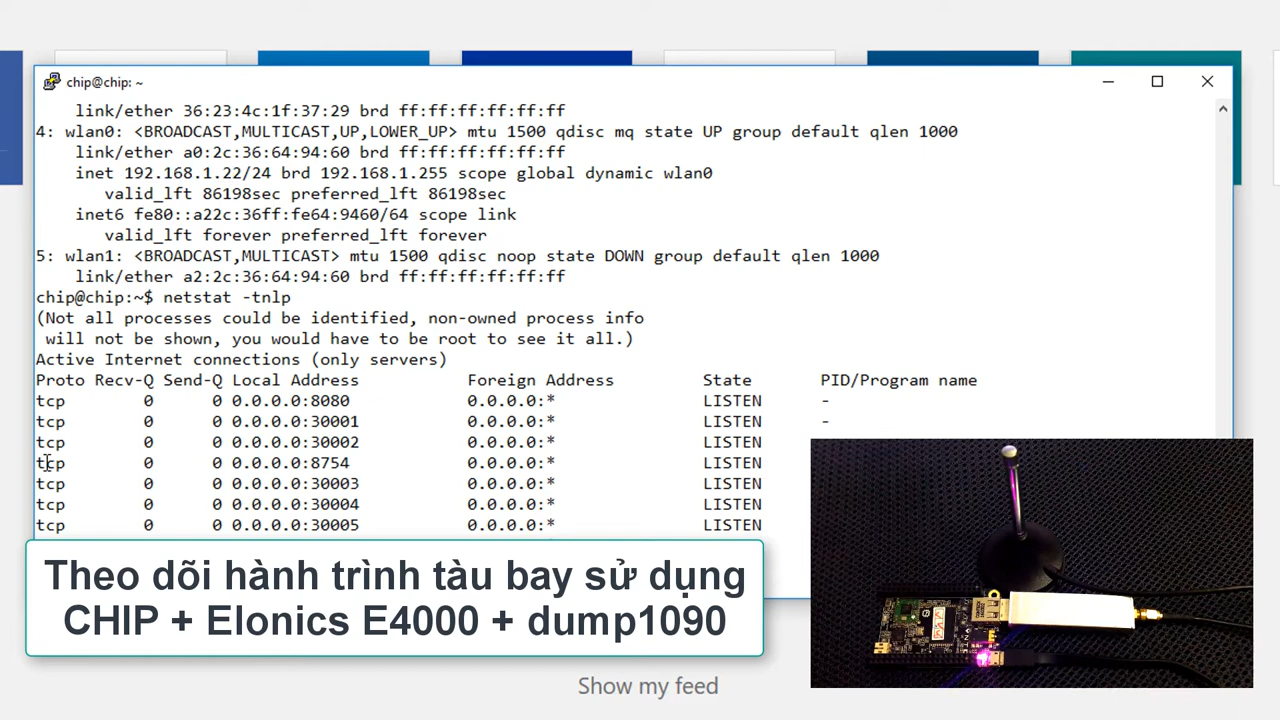 chip@chip: ~
link/ether 36:23:4c:1f:37:29 brd ff:ff:ff:ff:ff:ff
4: wlan0: <BROADCAST,MULTICAST,UP,LOWER_UP> mtu 1500 qdisc mq state UP group default qlen 1000
link/ether a0:2c:36:64:94:60 brd ff:ff:ff:ff:ff:ff
inet 192.168.1.22/24 brd 192.168.1.255 scope global dynamic wlan0
valid_lft 86198sec preferred_lft 86198sec
inet6 fe80::a22c:36ff:fe64:9460/64 scope link
valid_lft forever preferred_lft forever
5: wlan1: <BROADCAST,MULTICAST> mtu 1500 qdisc noop state DOWN group default qlen 1000
link/ether a2:2c:36:64:94:60 brd ff:ff:ff:ff:ff:ff
chip@chip:~$ netstat -tnlp
(Not all processes could be identified, non-owned process info
will not be shown, you would have to be root to see it all.)
Active Internet connections (only servers)
Proto Recv-Q Send-Q Local Address Foreign Address State PID/Program name
tcp 0 0 0.0.0.0:8080 0.0.0.0:* LISTEN -
tcp 0 0 0.0.0.0:30001 0.0.0.0:* LISTEN -
tcp 0 0 0.0.0.0:30002 0.0.0.0:* LISTEN
tcp 0 0 0.0.0.0:8754 0.0.0.0:* LISTEN
tcp 0 0 0.0.0.0:30003 0.0.0.0:* LISTEN
tcp 0 0 0.0.0.0:30004 0.0.0.0:* LISTEN
tcp 0 0 0.0.0.0:30005 0.0.0.0:* LISTEN
Theo dõi hành trình tàu bay sử dụng
CHIP + Elonics E4000 + dump1090
Show my feed